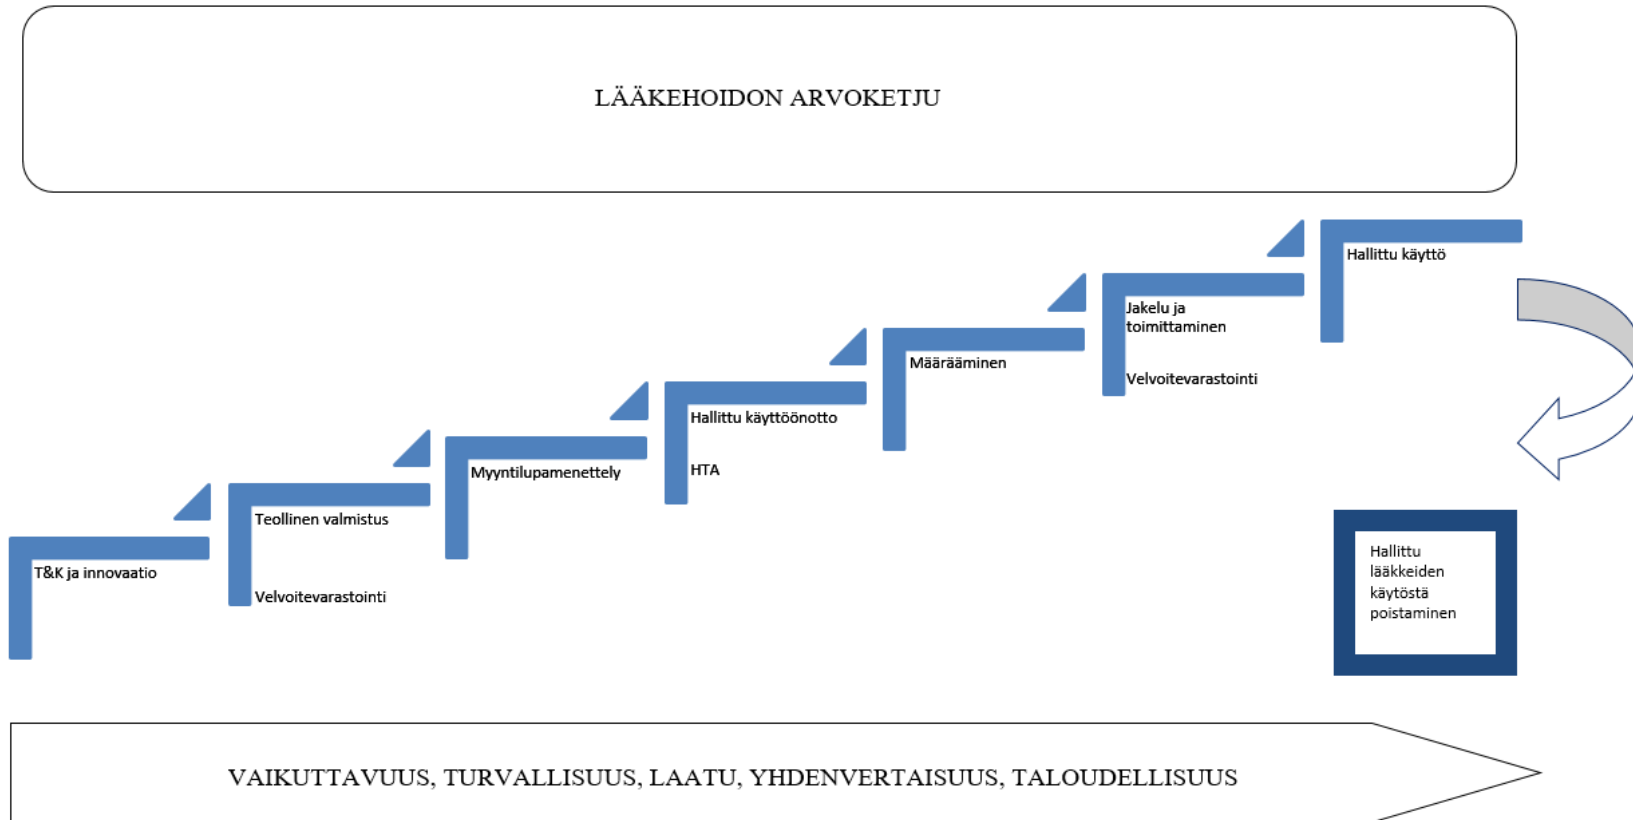 LÄÄKEHOIDON ARVOKETJU
T&K ja innovaatio
Teollinen valmistus
Velvoitevarastointi
Myyntilupamenettely
Hallittu käyttöönotto
HTA
Määrääminen
Jakelu ja
toimittaminen
Velvoitevarastointi
Hallittu käyttö
Hallittu
lääkkeiden
käytöstä
poistaminen
VAIKUTTAVUUS, TURVALLISUUS, LAATU, YHDENVERTAISUUS, TALOUDELLISUUS